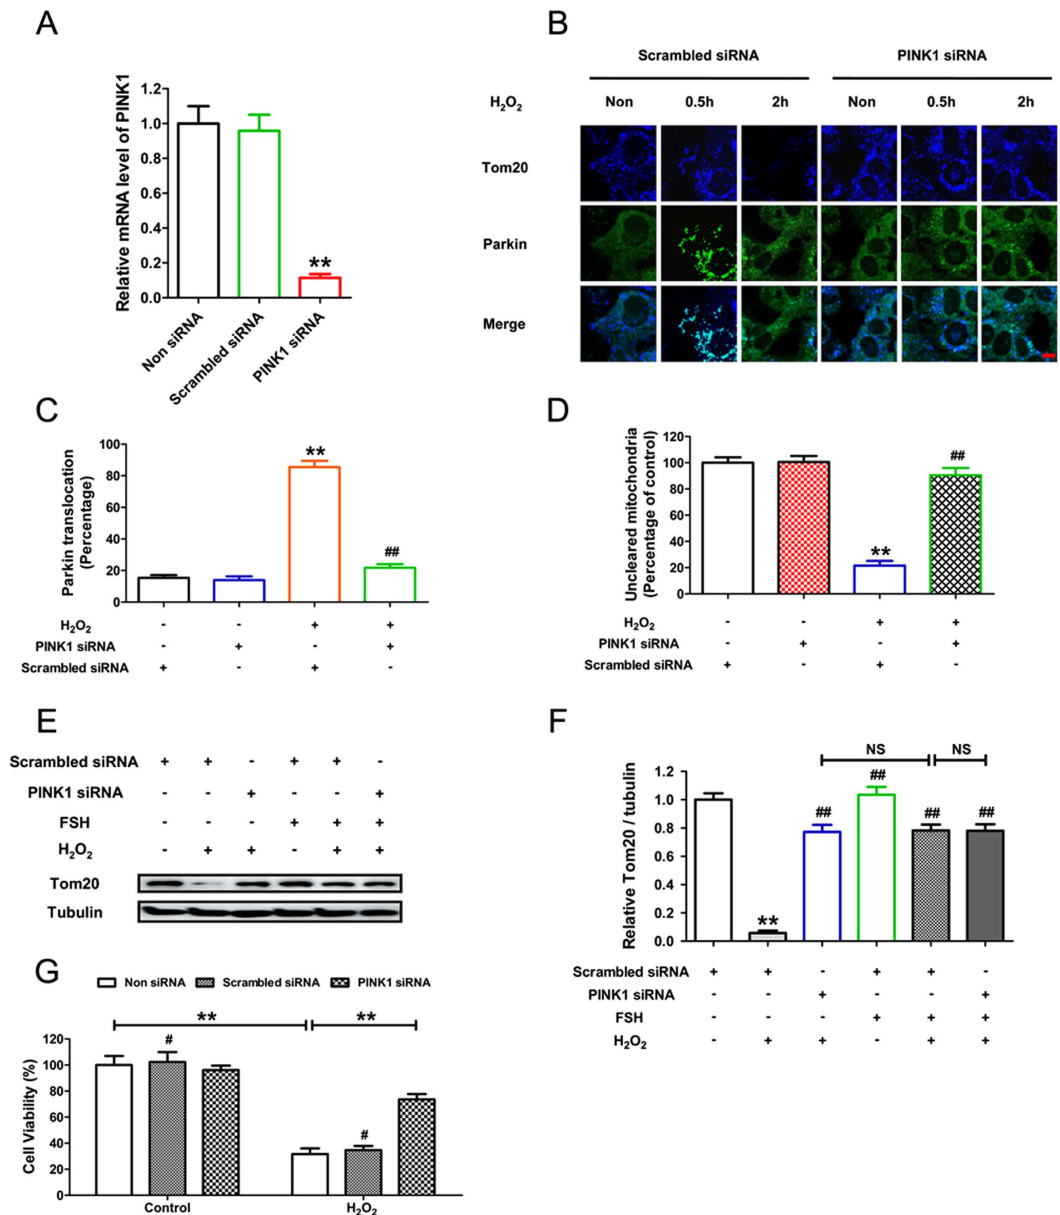 A
Relative mRNA level of PINK1
1.2
1.0
0.8
0.6
0.4
0.2
0.0
**
Non siRNA
Scrambled siRNA
PINK1 siRNA
B
Scrambled siRNA PINK1 siRNA
H₂O₂ Non 0.5h 2h Non 0.5h 2h
Tom20
Parkin
Merge
C
Parkin translocation
(Percentage)
100
80
60
40
20
0
**
##
H₂O₂ - - + +
PINK1 siRNA - + - +
Scrambled siRNA + - + -
D
Uncleared mitochondria
(Percentage of control)
120
100
80
60
40
20
0
**
##
H₂O₂ - - + +
PINK1 siRNA - + - +
Scrambled siRNA + - + -
E
Scrambled siRNA + + - + + -
PINK1 siRNA - - + - - +
FSH - - - + + +
H₂O₂ - + + - + +
Tom20
Tubulin
F
Relative Tom20 / tubulin
1.2
1.0
0.8
0.6
0.4
0.2
0.0
NS NS
** ## ## ## ##
Scrambled siRNA + + - + + -
PINK1 siRNA - - + - - +
FSH - - - + + +
H₂O₂ - + + - + +
G
Non siRNA Scrambled siRNA PINK1 siRNA
Cell Viability (%)
120
100
80
60
40
20
0
** **
# #
Control H₂O₂